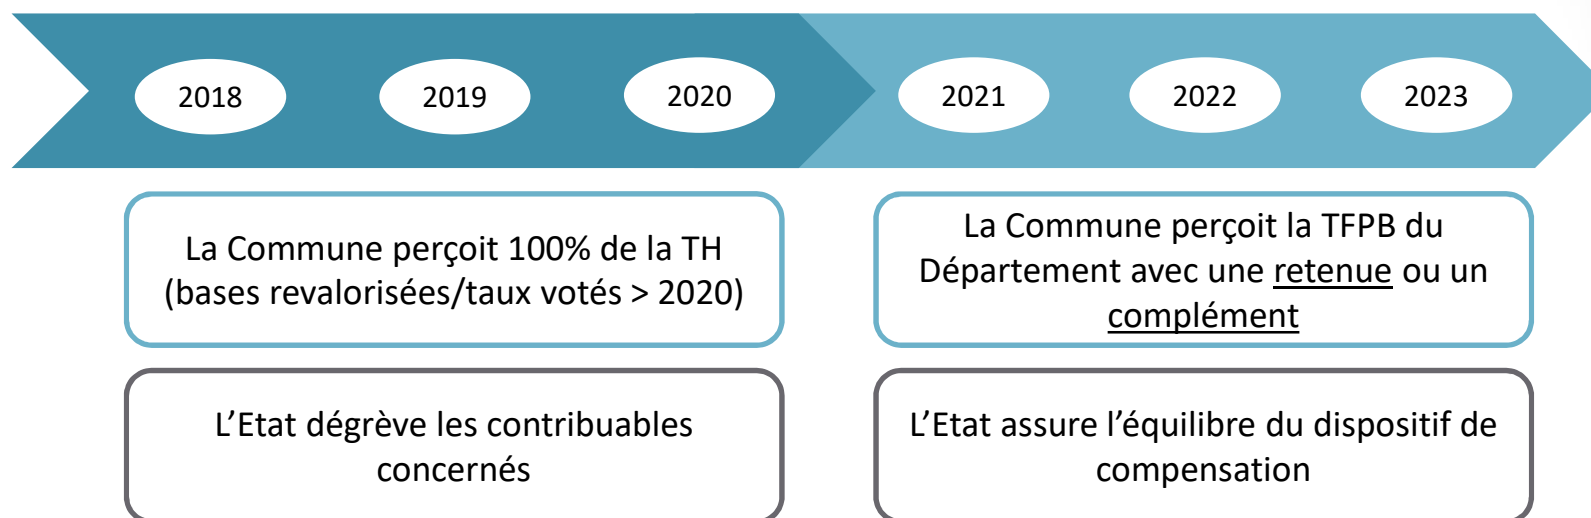 2018
2019
2020
2021
2022
2023
La Commune perçoit 100% de la TH
(bases revalorisées/taux votés > 2020)
La Commune perçoit la TFPB du
Département avec une retenue ou un
complément
L’Etat dégrève les contribuables
concernés
L’Etat assure l’équilibre du dispositif de
compensation